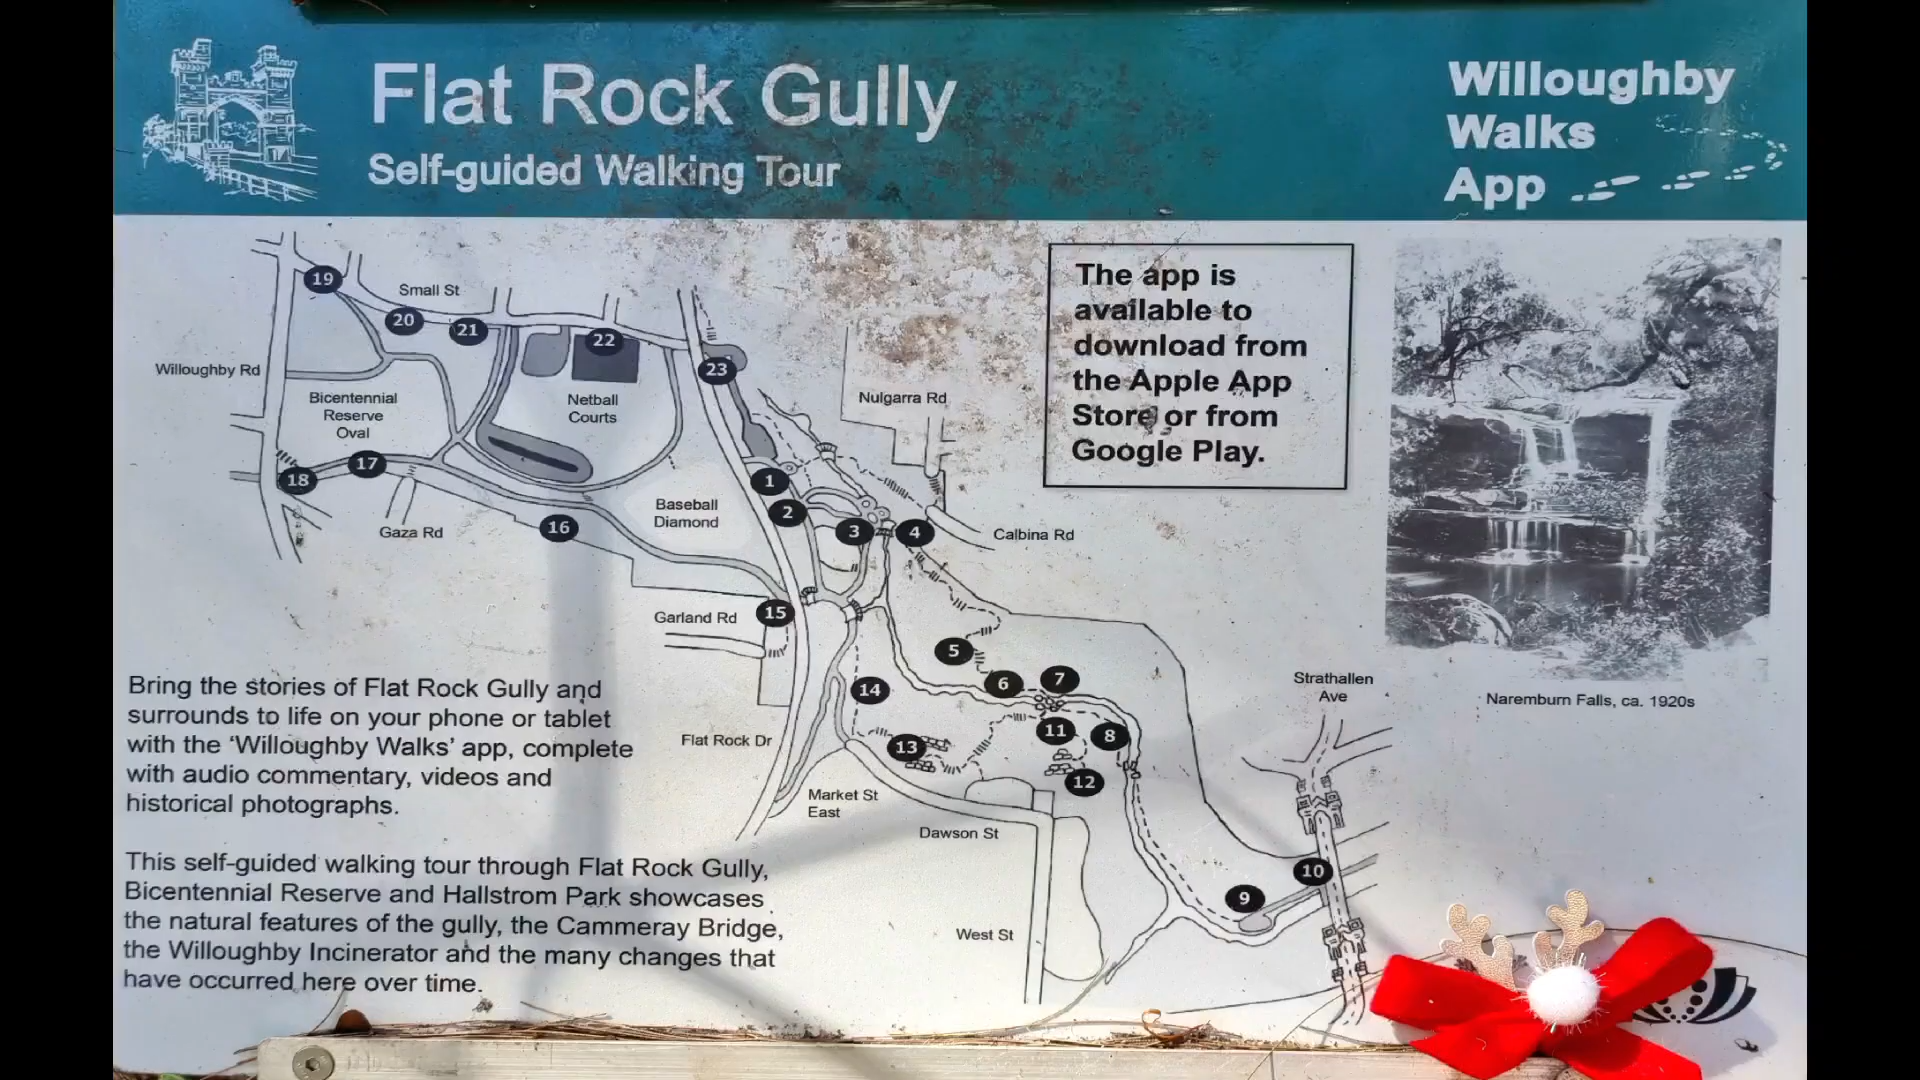 Flat Rock Gully
Self-guided Walking Tour
Willoughby
Walks
App
The app is
available to
download from
the Apple App
Store or from
Google Play.
19
Small St
20
21
22
Willoughby Rd
23
Bicentennial
Reserve
Oval
Netball
Courts
Nulgarra Rd
18
17
1
Baseball
Diamond
2
Gaza Rd
16
3
4
Calbina Rd
Garland Rd
15
5
6
7
14
Flat Rock Dr
13
11
8
12
Market St
East
Dawson St
Strathallen
Ave
10
9
West St
Naremburn Falls, ca. 1920s
Bring the stories of Flat Rock Gully and
surrounds to life on your phone or tablet
with the ‘Willoughby Walks’ app, complete
with audio commentary, videos and
historical photographs.
This self-guided walking tour through Flat Rock Gully,
Bicentennial Reserve and Hallstrom Park showcases
the natural features of the gully, the Cammeray Bridge,
the Willoughby Incinerator and the many changes that
have occurred here over time.